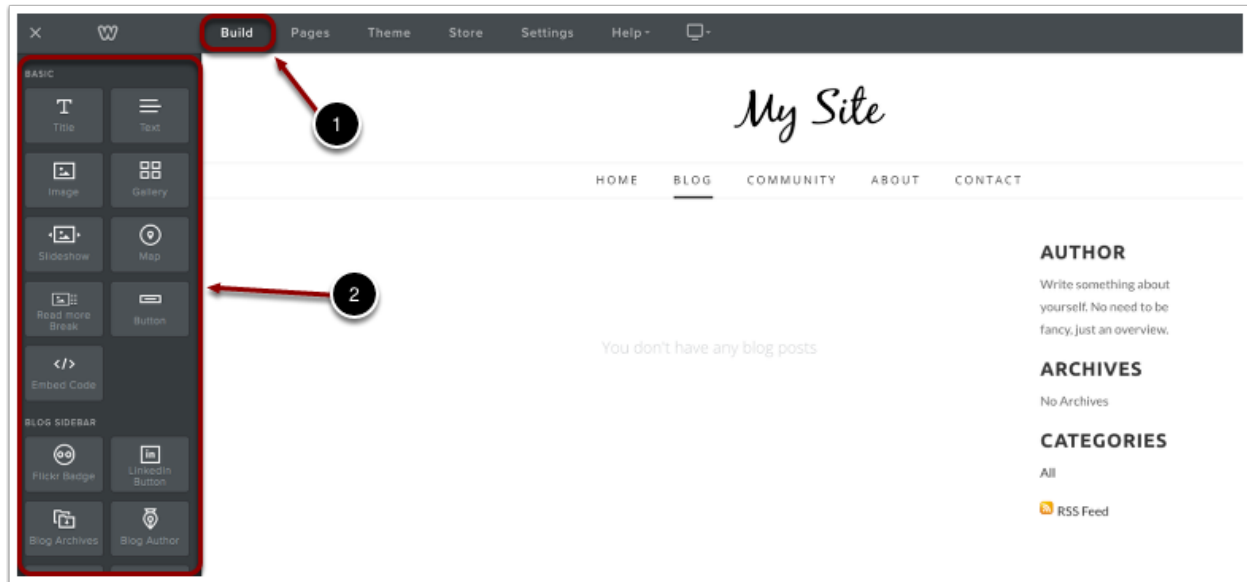 Build Pages Theme Store Settings Help
BASIC
Title Text
Image Gallery
Slideshow Map
Read more
Break
Button
Embed Code
BLOG SIDEBAR
Flickr Badge
LinkedIn
Button
Blog Archives Blog Author
1
2
My Site
HOME BLOG COMMUNITY ABOUT CONTACT
You don't have any blog posts
AUTHOR
Write something about
yourself. No need to be
fancy, just an overview.
ARCHIVES
No Archives
CATEGORIES
All
RSS Feed